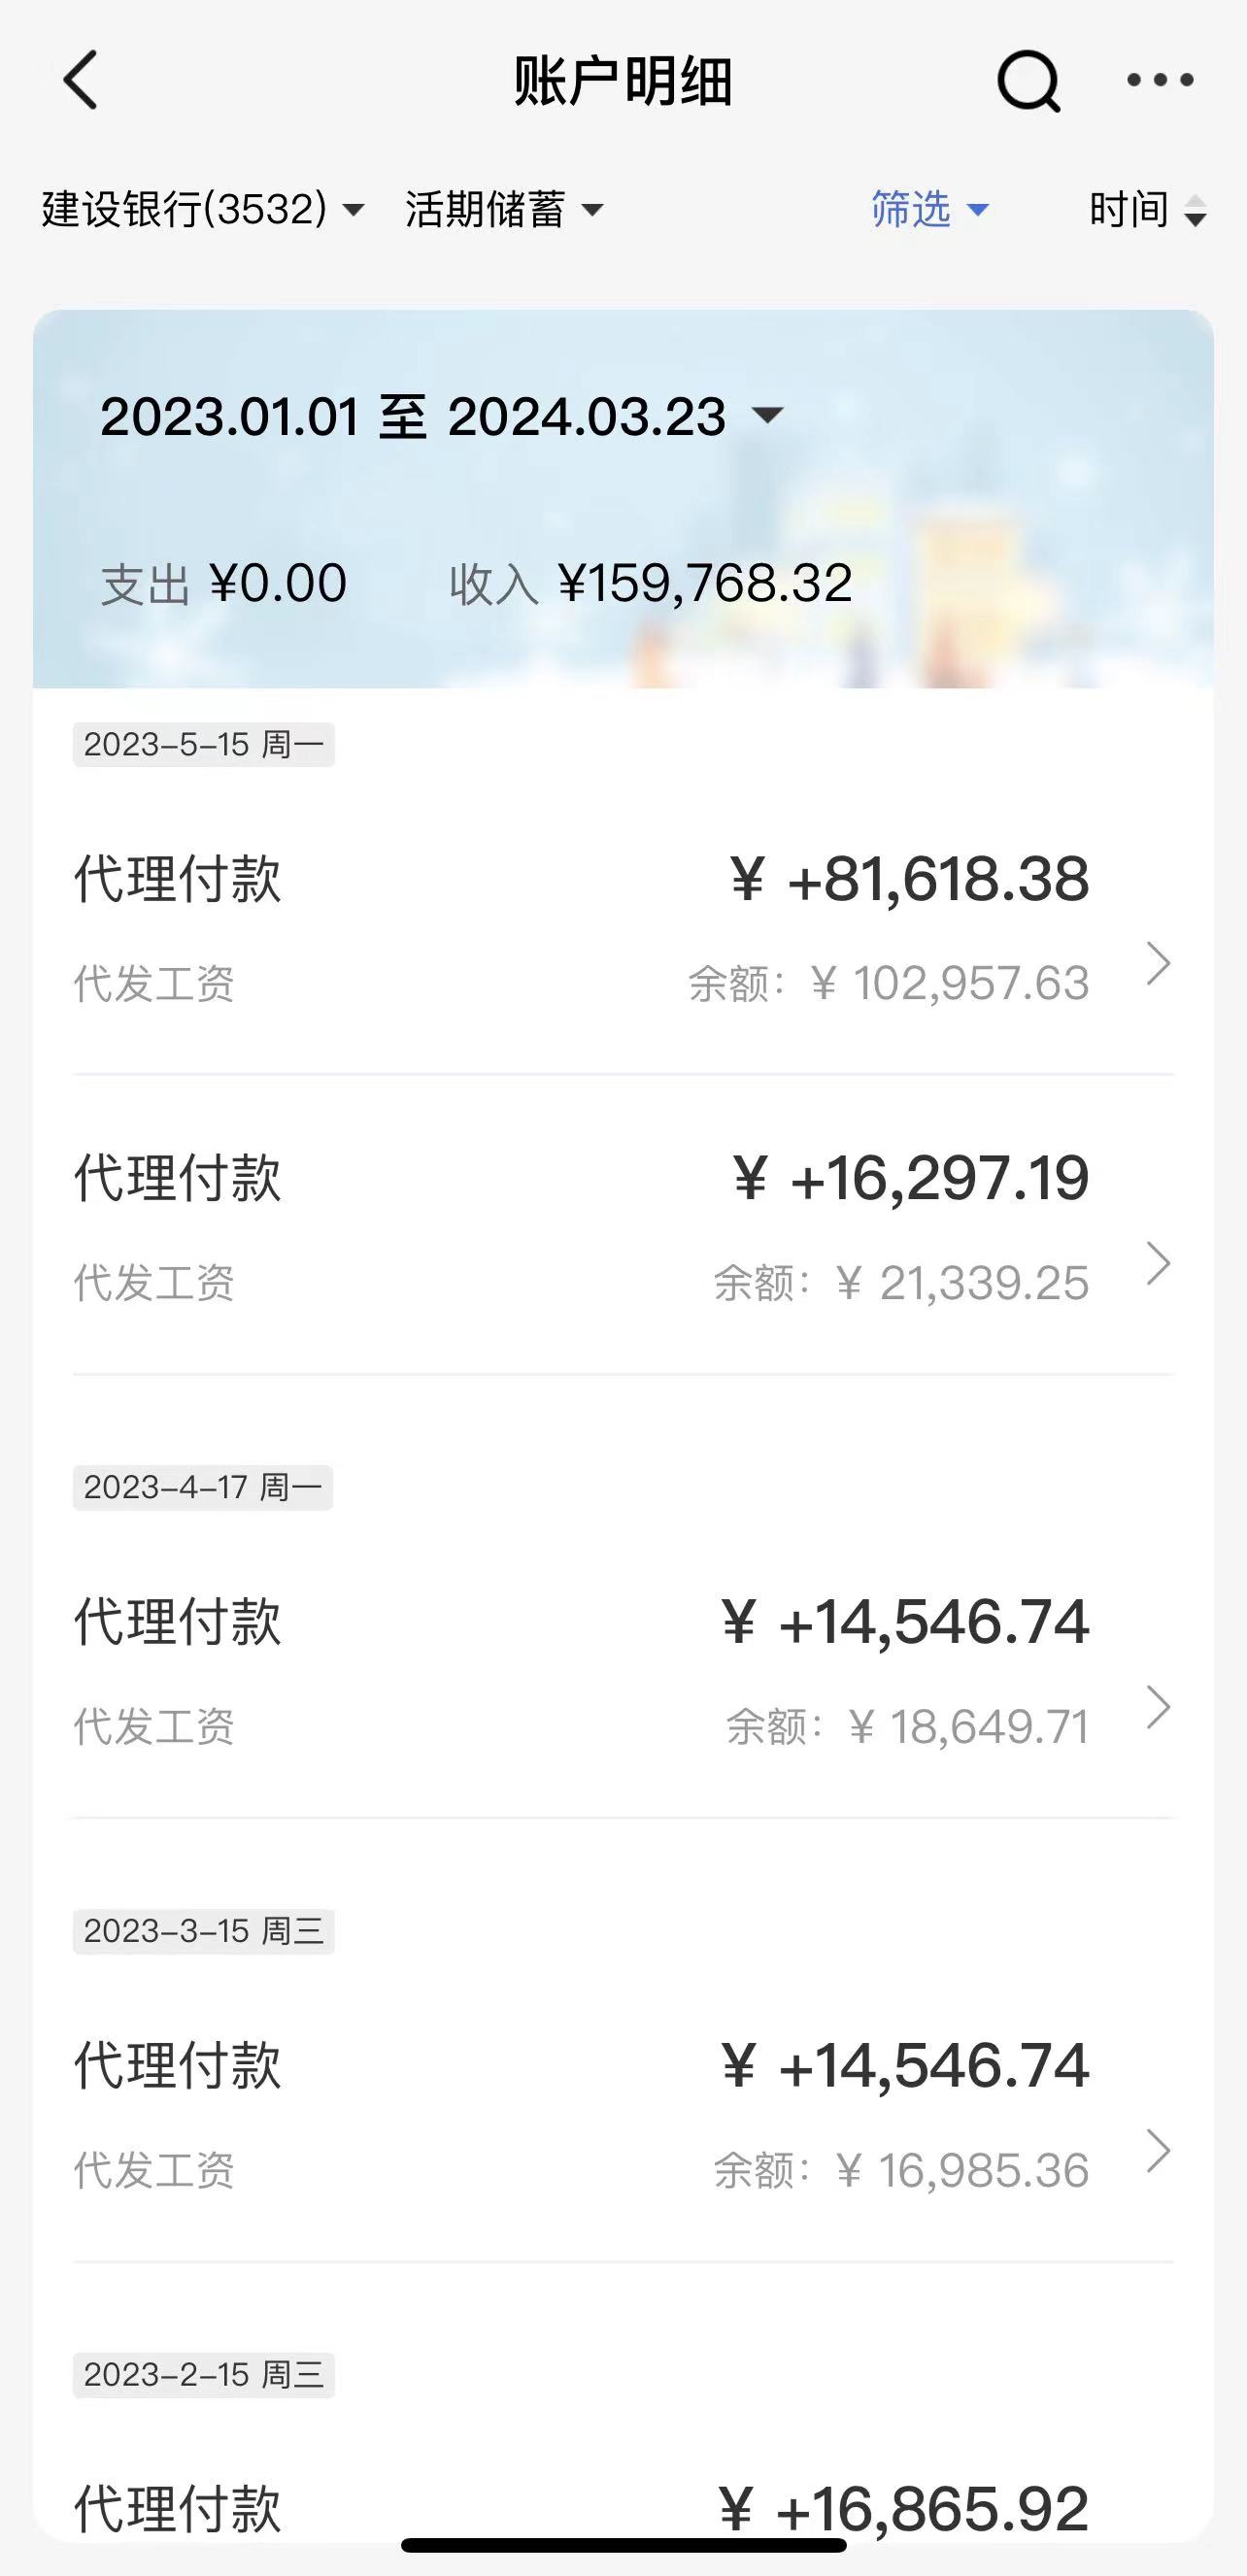 账户明细
建设银行(3532) 活期储蓄 筛选 时间
2023.01.01 至 2024.03.23
支出 ¥0.00 收入 ¥159,768.32
2023-5-15 周一
代理付款 ¥ +81,618.38
代发工资 余额: ¥ 102,957.63
代理付款 ¥ +16,297.19
代发工资 余额: ¥ 21,339.25
2023-4-17 周一
代理付款 ¥ +14,546.74
代发工资 余额: ¥ 18,649.71
2023-3-15 周三
代理付款 ¥ +14,546.74
代发工资 余额: ¥ 16,985.36
2023-2-15 周三
代理付款 ¥ +16,865.92